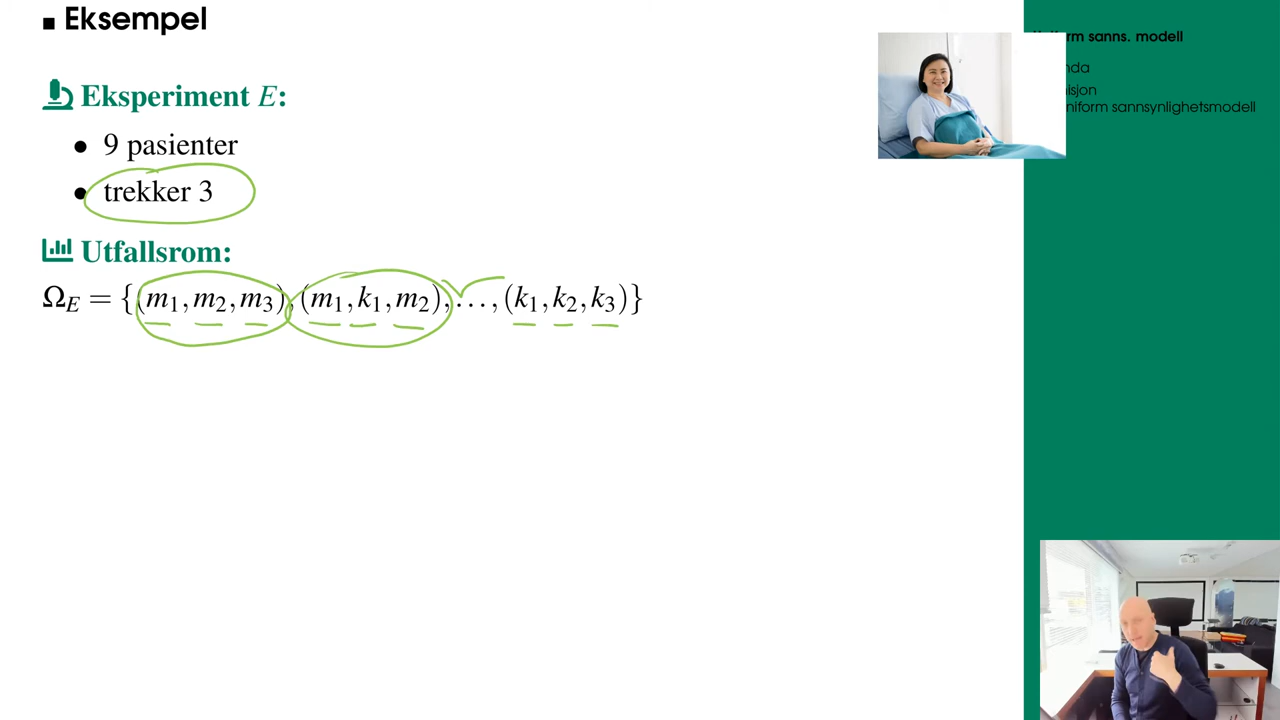 ▪ Eksempel
Eksperiment E:
• 9 pasienter
• trekker 3
Utfallsrom:
Ω_E = {(m₁, m₂, m₃), (m₁, k₁, m₂), …, (k₁, k₂, k₃)}
sanns. modell
niform sannsynlighetsmodell